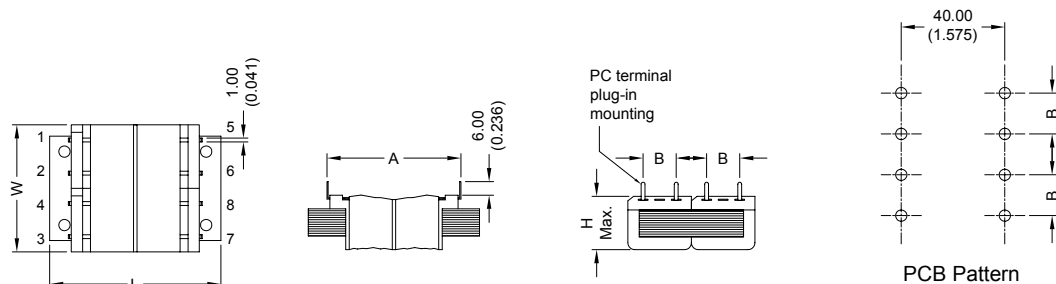 1.00
(0.041)
1
2
4
3
5
6
8
7
W
A
6.00
(0.236)
PC terminal
plug-in
mounting
B
B
H
Max.
40.00
(1.575)
B
B
PCB Pattern